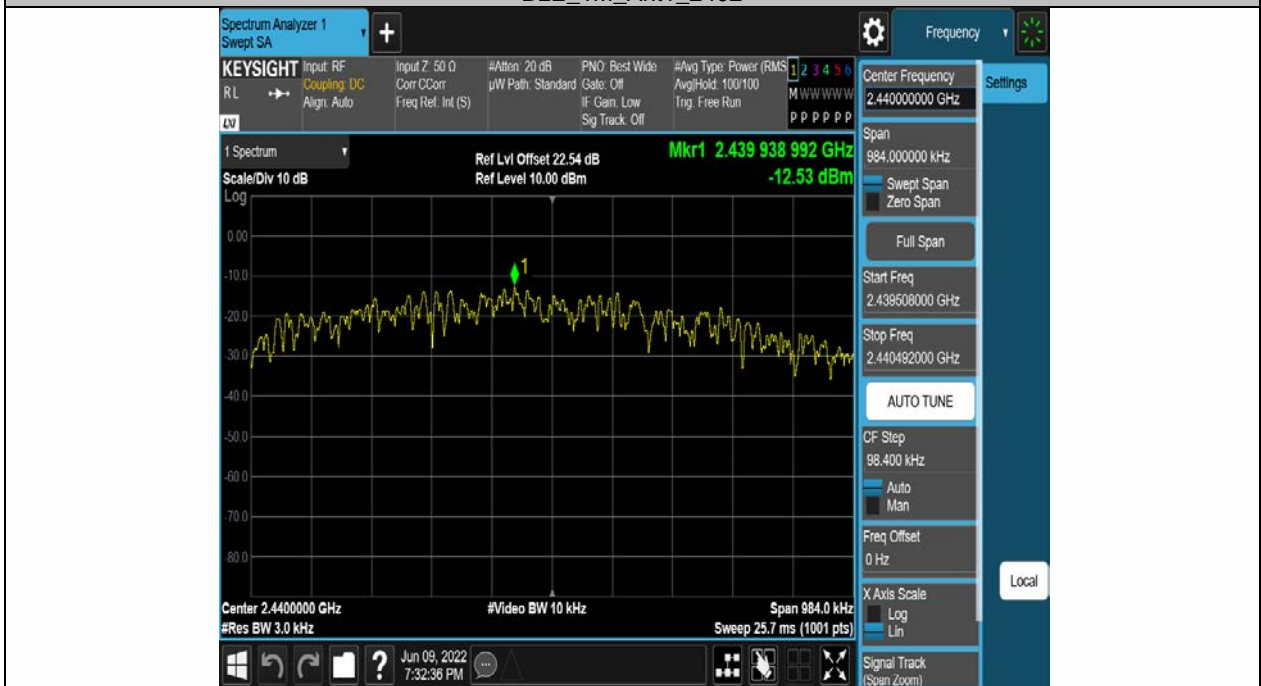 Spectrum Analyzer 1
Swept SA
+
Frequency
KEYSIGHT
RL
LXI
Input: RF
Coupling: DC
Align: Auto
Input Z: 50 Ω
Corr CCorr
Freq Ref: Int (S)
#Atten: 20 dB
µW Path: Standard
PNO: Best Wide
Gate: Off
IF Gain: Low
Sig Track: Off
#Avg Type: Power (RMS
Avg|Hold: 100/100
Trig: Free Run
1 2 3 4 5 6
M W W W W W
P P P P P P
Center Frequency
2.440000000 GHz
Settings
Span
984.000000 kHz
Swept Span
Zero Span
Full Span
Start Freq
2.439508000 GHz
Stop Freq
2.440492000 GHz
AUTO TUNE
CF Step
98.400 kHz
Auto
Man
Freq Offset
0 Hz
X Axis Scale
Log
Lin
Local
Signal Track
(Span Zoom)
1 Spectrum
Scale/Div 10 dB
Log
Ref Lvl Offset 22.54 dB
Ref Level 10.00 dBm
Mkr1 2.439 938 992 GHz
-12.53 dBm
1
0.00
-10.0
-20.0
-30.0
-40.0
-50.0
-60.0
-70.0
-80.0
Center 2.4400000 GHz
#Res BW 3.0 kHz
#Video BW 10 kHz
Span 984.0 kHz
Sweep 25.7 ms (1001 pts)
?
Jun 09, 2022
7:32:36 PM